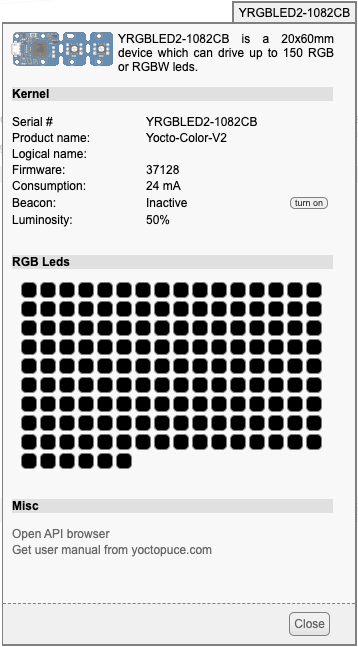 YRGBLED2-1082CB
YRGBLED2-1082CB is a 20x60mm
device which can drive up to 150 RGB
or RGBW leds.
Kernel
Serial # YRGBLED2-1082CB
Product name: Yocto-Color-V2
Logical name:
Firmware: 37128
Consumption: 24 mA
Beacon: Inactive turn on
Luminosity: 50%
RGB Leds
Misc
Open API browser
Get user manual from yoctopuce.com
Close